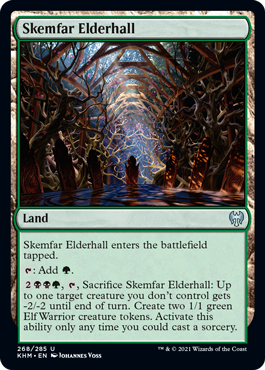 Skemfar Elderhall
Land
Skemfar Elderhall enters the battlefield
tapped.
: Add .
2, , Sacrifice Skemfar Elderhall: Up
to one target creature you don't control gets
-2/-2 until end of turn. Create two 1/1 green
Elf Warrior creature tokens. Activate this
ability only any time you could cast a sorcery.
268/285 U
KHM • EN Johannes Voss
™ & © 2021 Wizards of the Coast